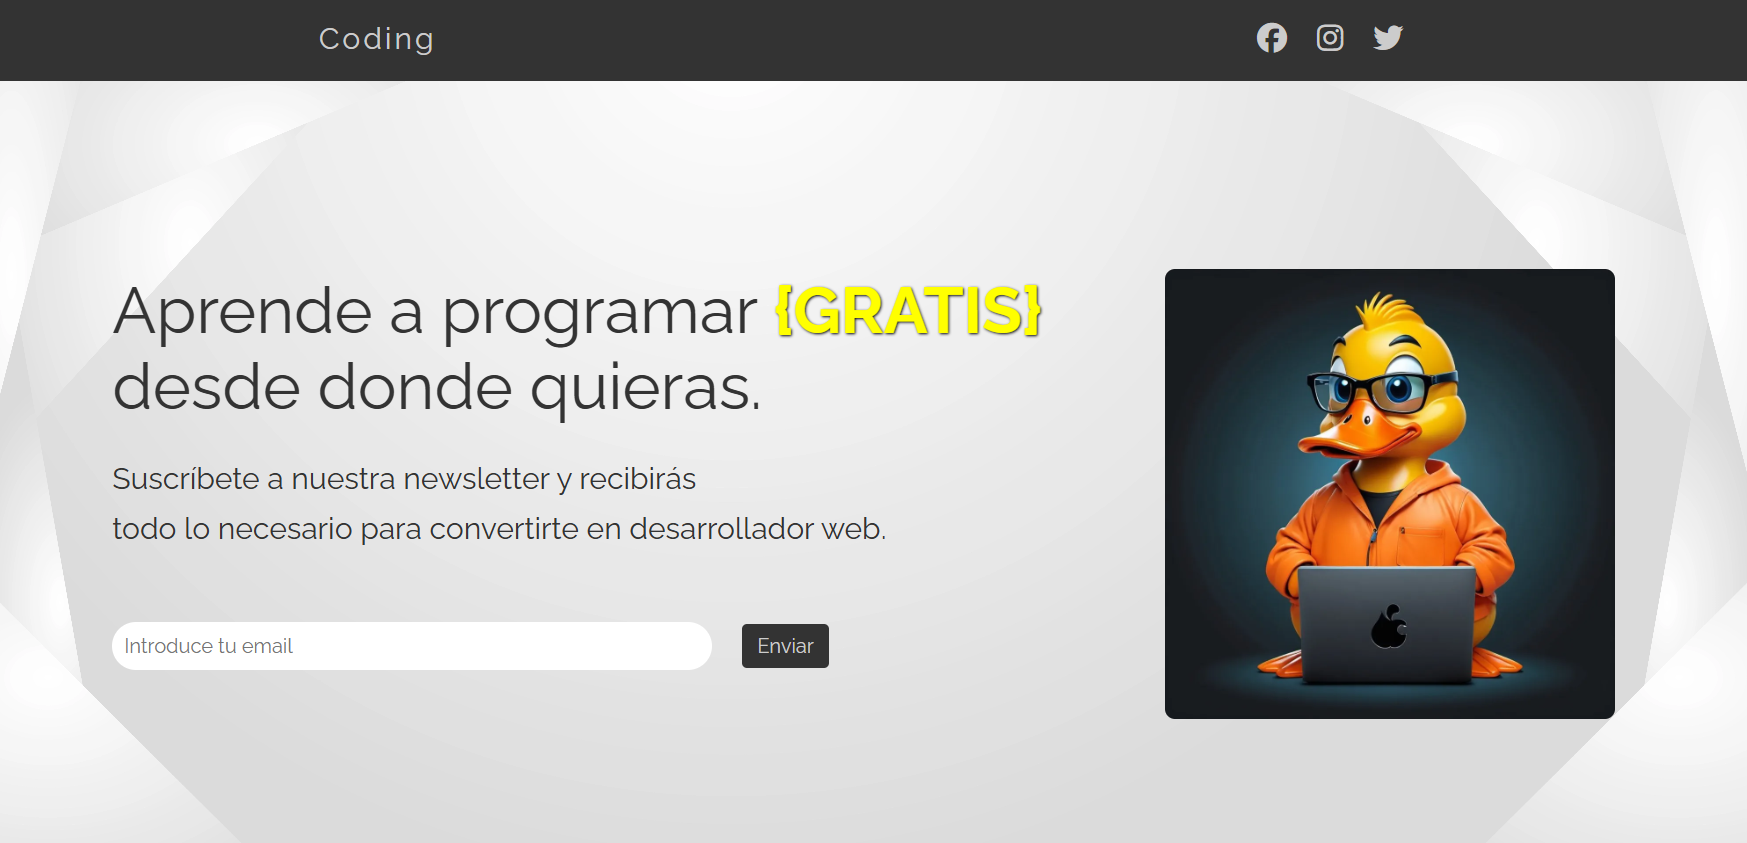 Coding
Aprende a programar {GRATIS}
desde donde quieras.
Suscríbete a nuestra newsletter y recibirás
todo lo necesario para convertirte en desarrollador web.
Introduce tu email
Enviar